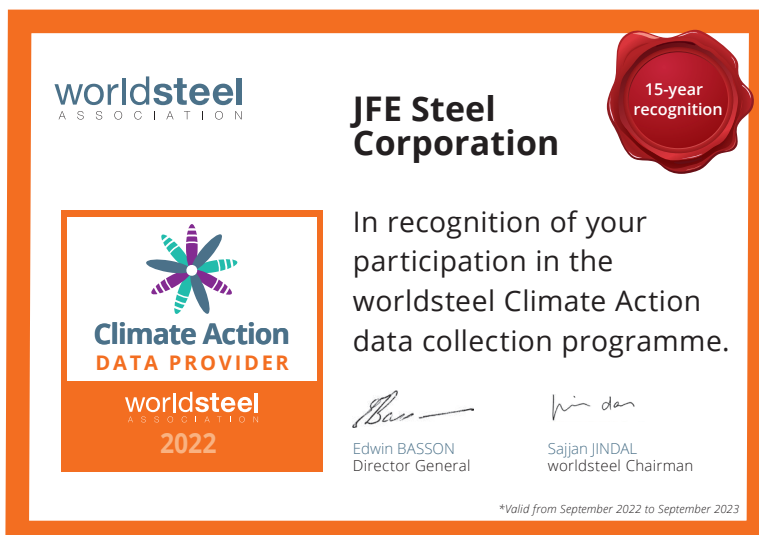 worldsteel
ASSOCIATION
JFE Steel
Corporation
15-year
recognition
In recognition of your
participation in the
worldsteel Climate Action
data collection programme.
Climate Action
DATA PROVIDER
worldsteel
ASSOCIATION
2022
Edwin BASSON
Director General
Sajjan JINDAL
worldsteel Chairman
*Valid from September 2022 to September 2023